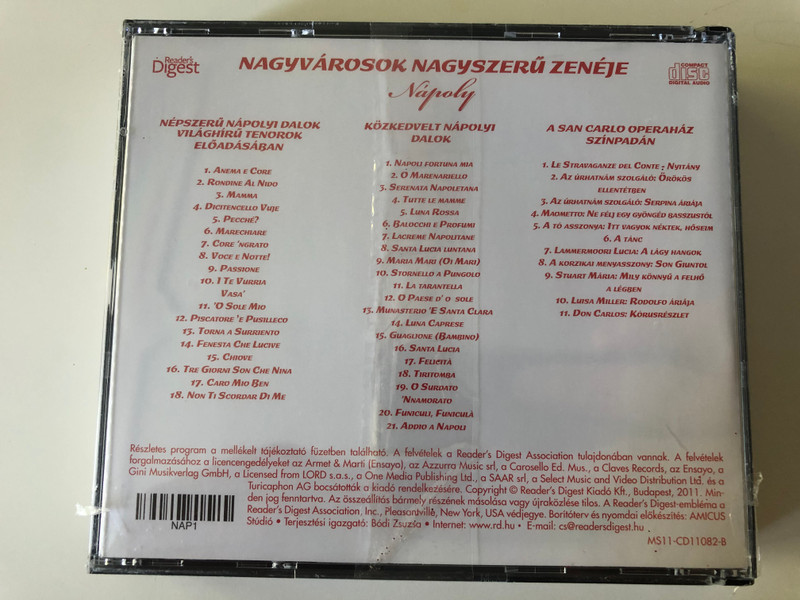 Reader's
Digest
NAGYVÁROSOK NAGYSZERŰ ZENÉJE
Nápoly
COMPACT
disc
DIGITAL AUDIO
NÉPSZERŰ NÁPOLYI DALOK
VILÁGHÍRŰ TENOROK
ELŐADÁSÁBAN
1. Anema e Core
2. Rondine Al Nido
3. Mamma
4. Dicitencello Vuje
5. Pecché?
6. Marechiare
7. Core 'ngrato
8. Voce e Notte!
9. Passione
10. I Te Vurria
Vasa'
11. 'O Sole Mio
12. Piscatore 'e Pusilleco
13. Torna a Surriento
14. Fenesta Che Lucive
15. Chiove
16. Tre Giorni Son Che Nina
17. Caro Mio Ben
18. Non Ti Scordar Di Me
KÖZKEDVELT NÁPOLYI
DALOK
1. Napoli fortuna mia
2. O Marenariello
3. Serenata Napoletana
4. Tutte le mamme
5. Luna Rossa
6. Balocchi e Profumi
7. Lacreme Napolitane
8. Santa Lucia luntana
9. Maria Mari (Oi Mari)
10. Stornello a Pungolo
11. La tarantella
12. O Paese d' o sole
13. Munasterio 'E Santa Clara
14. Luna Caprese
15. Guaglione (Bambino)
16. Santa Lucia
17. Felicità
18. Tiritomba
19. O Surdato
'Nnamorato
20. Funiculi, Funiculà
21. Addio a Napoli
A SAN CARLO OPERAHÁZ
SZÍNPADÁN
1. Le Stravaganze del Conte - Nyitány
2. Az úrhatnám szolgáló: Örökös
ellentétben
3. Az úrhatnám szolgáló: Serpina áriája
4. Maometto: Ne félj egy gyöngéd basszustól
5. A tó asszonya: Itt vagyok néktek, hőseim
6. A tánc
7. Lammermoori Lucia: A lágy hangok
8. A korzikai menyasszony: Son Giuntol
9. Stuart Mária: Mily könnyű a felhő
a légben
10. Luisa Miller: Rodolfo áriája
11. Don Carlos: Kórusrészlet
Részletes program a mellékelt tájékoztató füzetben található. A felvételek a Reader's Digest Association tulajdonában vannak. A felvételek
forgalmazásához a licencengedélyeket az Armet & Marti (Ensayo), az Azzurra Music srl, a Carosello Ed. Mus., a Claves Records, az Ensayo, a
Gini Musikverlag GmbH, a Licensed from LORD s.a.s., a One Media Publishing Ltd., a SAAR srl, a Select Music and Video Distribution Ltd. és a
Turicaphon AG bocsátották a kiadó rendelkezésére. Copyright © Reader's Digest Kiadó Kft., Budapest, 2011. Min-
den jog fenntartva. Az összeállítás bármely részének másolása vagy újraközlése tilos. A Reader's Digest-embléma a
Reader's Digest Association, Inc., Pleasantville, New York, USA védjegye. Borítóterv és nyomdai előkészítés: AMICUS
Stúdió • Terjesztési igazgató: Bódi Zsuzsa • Internet: www.rd.hu • E-mail: cs@readersdigest.hu
NAP1
MS11-CD11082-B